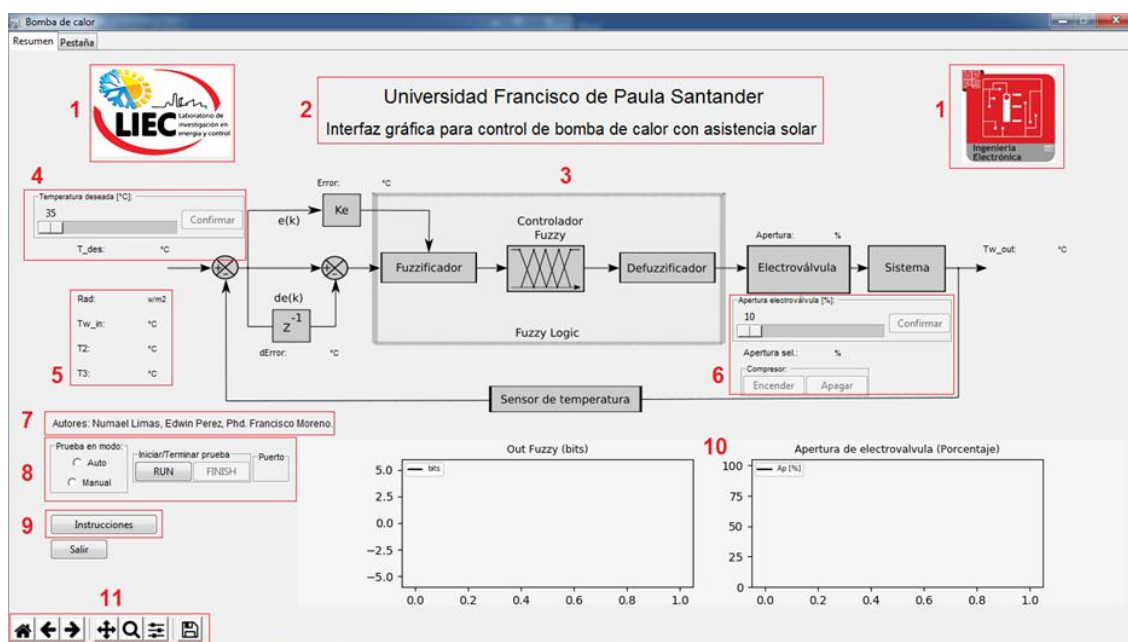 Bomba de calor
Resumen Pestaña
1
LIEC
Laboratorio de
investigación en
energía y control
2
Universidad Francisco de Paula Santander
Interfaz gráfica para control de bomba de calor con asistencia solar
1
Ingeniería
Electrónica
4
Temperatura deseada [°C]:
35
Confirmar
T_des: °C
Error: °C
Ke
e(k)
de(k)
Z-1
dError: °C
3
Controlador
Fuzzy
Fuzzificador
Defuzzificador
Fuzzy Logic
Apertura: %
Electroválvula
Sistema
Tw_out: °C
5
Rad: w/m2
Tw_in: °C
T2: °C
T3: °C
6
Apertura electroválvula [%]:
10
Confirmar
Apertura sel.: %
Compresor:
Encender Apagar
Sensor de temperatura
7
Autores: Numael Limas, Edwin Perez, Phd. Francisco Moreno.
8
Prueba en modo:
Auto
Manual
Iniciar/Terminar prueba
RUN FINISH
Puerto
9
Instrucciones
Salir
Out Fuzzy (bits)
bits
5.0
2.5
0.0
−2.5
−5.0
0.0 0.2 0.4 0.6 0.8 1.0
10
Apertura de electrovalvula (Porcentaje)
Ap [%]
100
75
50
25
0
0.0 0.2 0.4 0.6 0.8 1.0
11